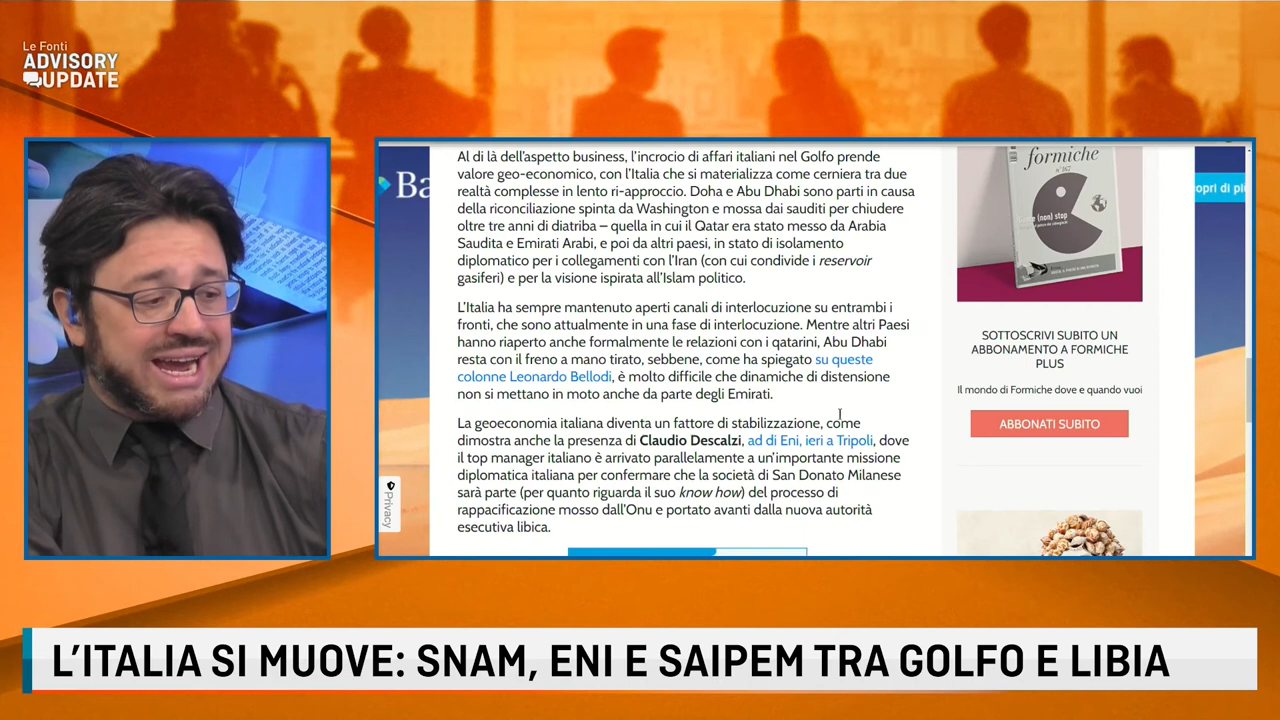 Le Fonti
ADVISORY
UPDATE
Ba
Al di là dell'aspetto business, l'incrocio di affari italiani nel Golfo prende
valore geo-economico, con l'Italia che si materializza come cerniera tra due
realtà complesse in lento ri-approccio. Doha e Abu Dhabi sono parti in causa
della riconciliazione spinta da Washington e mossa dai sauditi per chiudere
oltre tre anni di diatriba – quella in cui il Qatar era stato messo da Arabia
Saudita e Emirati Arabi, e poi da altri paesi, in stato di isolamento
diplomatico per i collegamenti con l'Iran (con cui condivide i reservoir
gasiferi) e per la visione ispirata all'Islam politico.
L'Italia ha sempre mantenuto aperti canali di interlocuzione su entrambi i
fronti, che sono attualmente in una fase di interlocuzione. Mentre altri Paesi
hanno riaperto anche formalmente le relazioni con i qatarini, Abu Dhabi
resta con il freno a mano tirato, sebbene, come ha spiegato su queste
colonne Leonardo Bellodi, è molto difficile che dinamiche di distensione
non si mettano in moto anche da parte degli Emirati.
La geoeconomia italiana diventa un fattore di stabilizzazione, come
dimostra anche la presenza di Claudio Descalzi, ad di Eni, ieri a Tripoli, dove
il top manager italiano è arrivato parallelamente a un'importante missione
diplomatica italiana per confermare che la società di San Donato Milanese
sarà parte (per quanto riguarda il suo know how) del processo di
rappacificazione mosso dall'Onu e portato avanti dalla nuova autorità
esecutiva libica.
Privacy
formiche
n°167
(non) stop
copri di più
SOTTOSCRIVI SUBITO UN
ABBONAMENTO A FORMICHE
PLUS
Il mondo di Formiche dove e quando vuoi
ABBONATI SUBITO
L'ITALIA SI MUOVE: SNAM, ENI E SAIPEM TRA GOLFO E LIBIA